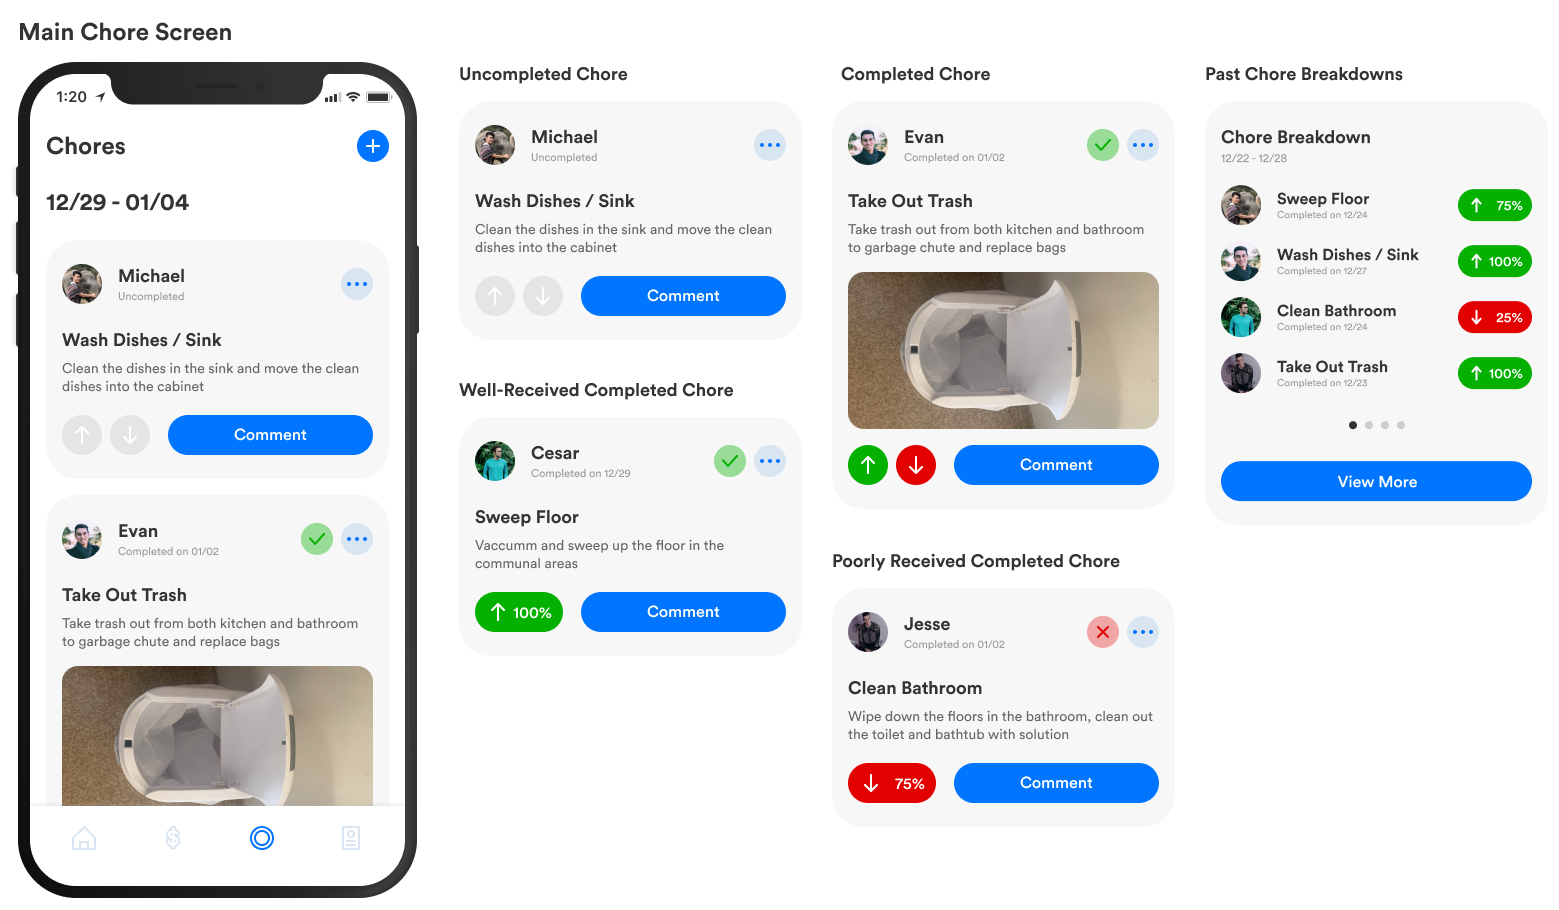 Main Chore Screen
1:20
Chores
12/29 - 01/04
Michael
Uncompleted
Wash Dishes / Sink
Clean the dishes in the sink and move the clean
dishes into the cabinet
Comment
Evan
Completed on 01/02
Take Out Trash
Take trash out from both kitchen and bathroom
to garbage chute and replace bags
Uncompleted Chore
Michael
Uncompleted
Wash Dishes / Sink
Clean the dishes in the sink and move the clean
dishes into the cabinet
Comment
Well-Received Completed Chore
Cesar
Completed on 12/29
Sweep Floor
Vaccumm and sweep up the floor in the
communal areas
100%
Comment
Completed Chore
Evan
Completed on 01/02
Take Out Trash
Take trash out from both kitchen and bathroom
to garbage chute and replace bags
Comment
Poorly Received Completed Chore
Jesse
Completed on 01/02
Clean Bathroom
Wipe down the floors in the bathroom, clean out
the toilet and bathtub with solution
75%
Comment
Past Chore Breakdowns
Chore Breakdown
12/22 - 12/28
Sweep Floor
Completed on 12/24
75%
Wash Dishes / Sink
Completed on 12/27
100%
Clean Bathroom
Completed on 12/24
25%
Take Out Trash
Completed on 12/23
100%
View More